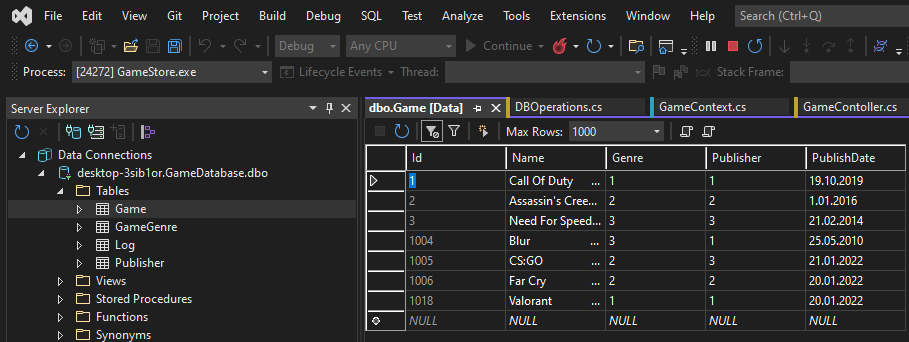 File Edit View Git Project Build Debug SQL Test Analyze Tools Extensions Window Help Search (Ctrl+Q)
Debug Any CPU Continue
Process: [24272] GameStore.exe Lifecycle Events Thread: Stack Frame:
Server Explorer
dbo.Game [Data] DBOperations.cs GameContext.cs GameContoller.cs
Max Rows: 1000
Data Connections
desktop-3sib1or.GameDatabase.dbo
Tables
Game
GameGenre
Log
Publisher
Views
Stored Procedures
Functions
Synonyms
Id Name Genre Publisher PublishDate
1 Call Of Duty ... 1 1 19.10.2019
2 Assassin's Cree... 2 2 1.01.2016
3 Need For Speed... 3 3 21.02.2014
1004 Blur ... 3 1 25.05.2010
1005 CS:GO ... 2 3 21.01.2022
1006 Far Cry ... 2 2 20.01.2022
1018 Valorant ... 1 1 20.01.2022
NULL NULL NULL NULL NULL